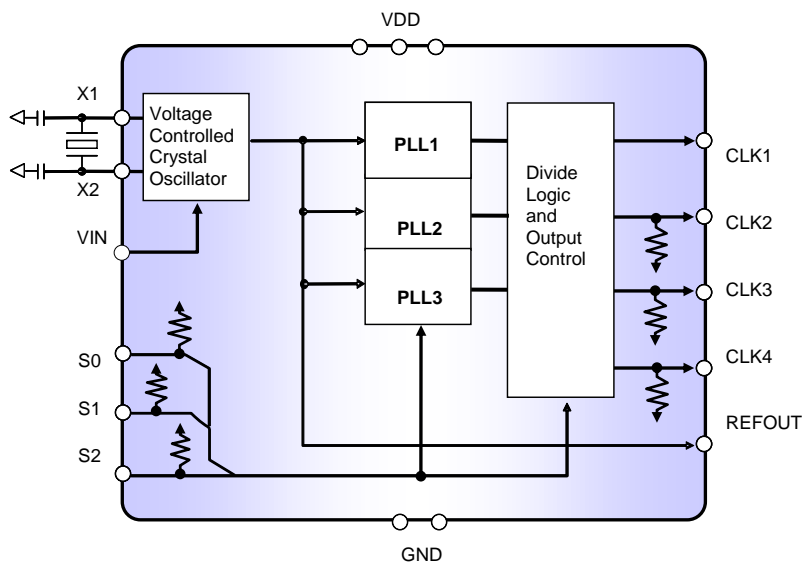 VDD
X1
X2
VIN
S0
S1
S2
Voltage
Controlled
Crystal
Oscillator
PLL1
PLL2
PLL3
Divide
Logic
and
Output
Control
CLK1
CLK2
CLK3
CLK4
REFOUT
GND